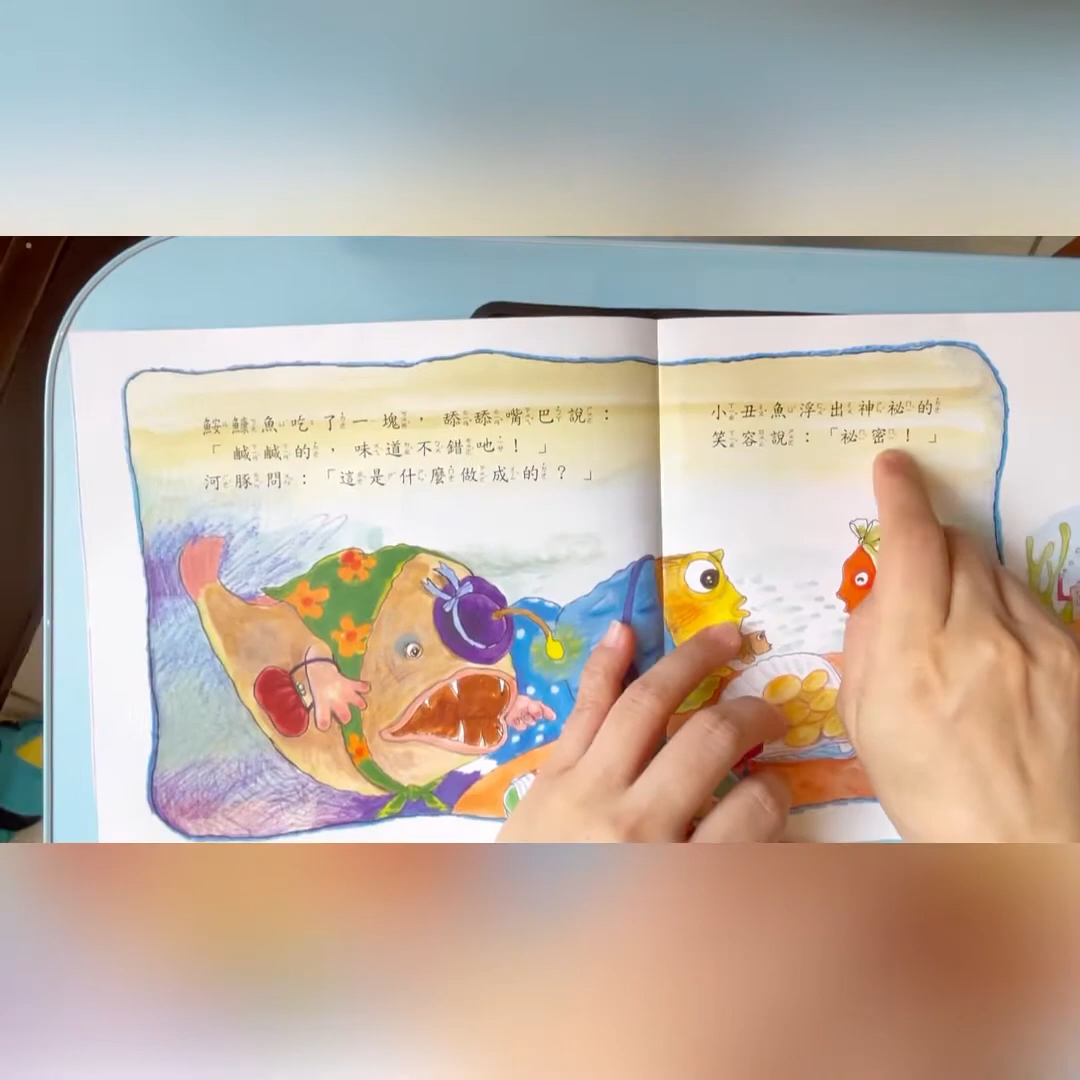 鮟鱇魚吃了一塊，舔舔嘴巴說：
「鹹鹹的，味道不錯吔！」
河豚問：「這是什麼做成的？」
小丑魚浮出神祕的
笑容說：「祕密！」